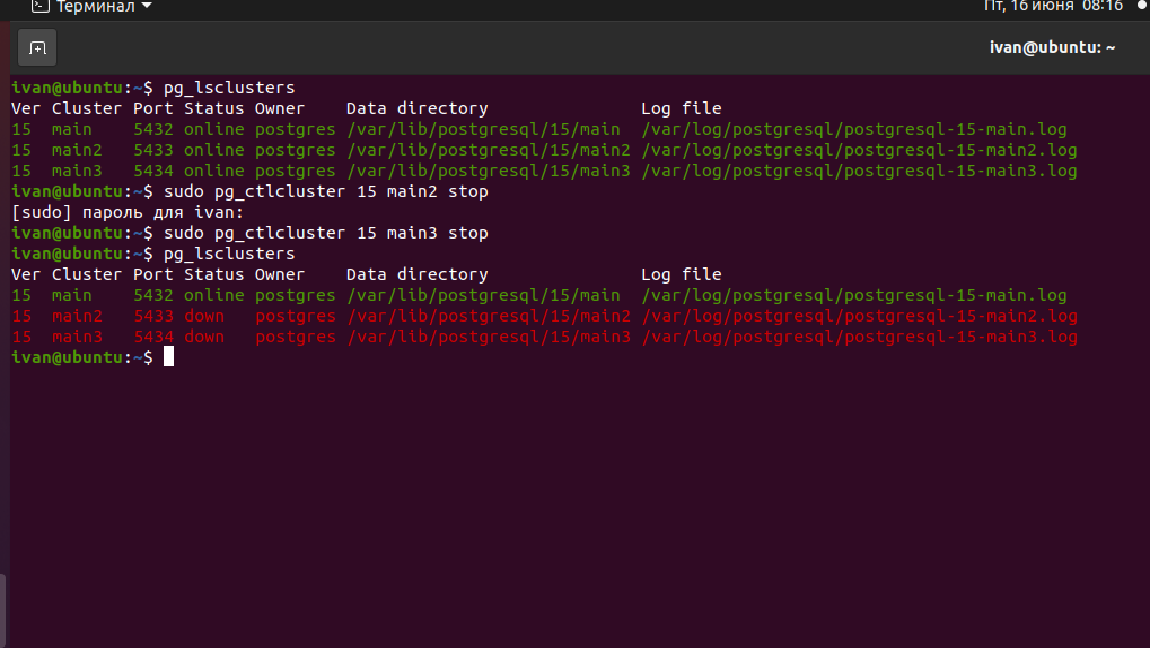 Терминал
Пт, 16 июня 08:16
ivan@ubuntu: ~
ivan@ubuntu:~$ pg_lsclusters
Ver Cluster Port Status Owner    Data directory               Log file
15  main    5432 online postgres /var/lib/postgresql/15/main  /var/log/postgresql/postgresql-15-main.log
15  main2   5433 online postgres /var/lib/postgresql/15/main2 /var/log/postgresql/postgresql-15-main2.log
15  main3   5434 online postgres /var/lib/postgresql/15/main3 /var/log/postgresql/postgresql-15-main3.log
ivan@ubuntu:~$ sudo pg_ctlcluster 15 main2 stop
[sudo] пароль для ivan:
ivan@ubuntu:~$ sudo pg_ctlcluster 15 main3 stop
ivan@ubuntu:~$ pg_lsclusters
Ver Cluster Port Status Owner    Data directory               Log file
15  main    5432 online postgres /var/lib/postgresql/15/main  /var/log/postgresql/postgresql-15-main.log
15  main2   5433 down   postgres /var/lib/postgresql/15/main2 /var/log/postgresql/postgresql-15-main2.log
15  main3   5434 down   postgres /var/lib/postgresql/15/main3 /var/log/postgresql/postgresql-15-main3.log
ivan@ubuntu:~$